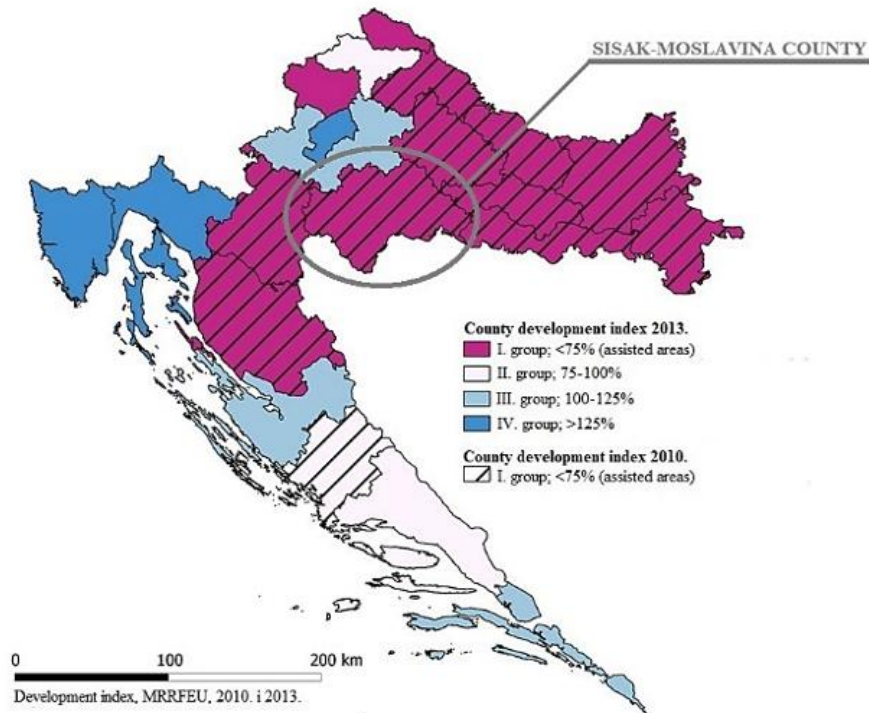 SISAK-MOSLAVINA COUNTY
County development index 2013.
I. group; <75% (assisted areas)
II. group; 75-100%
III. group; 100-125%
IV. group; >125%
County development index 2010.
I. group; <75% (assisted areas)
0 100 200 km
Development index, MRRFEU, 2010. i 2013.